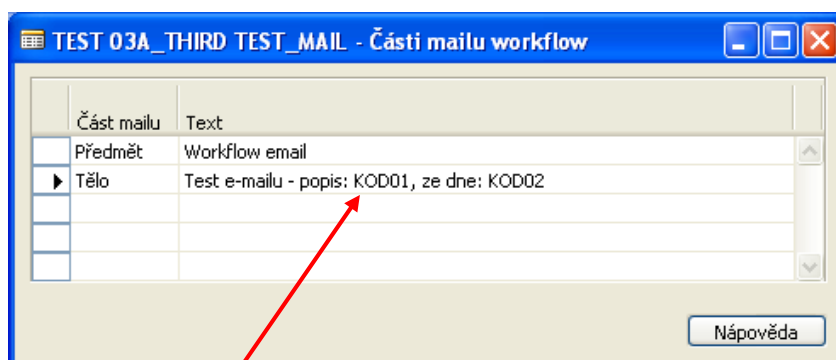 TEST 03A_THIRD TEST_MAIL - Části mailu workflow
Část mailu Text
Předmět Workflow email
Tělo Test e-mailu - popis: KOD01, ze dne: KOD02
Nápověda